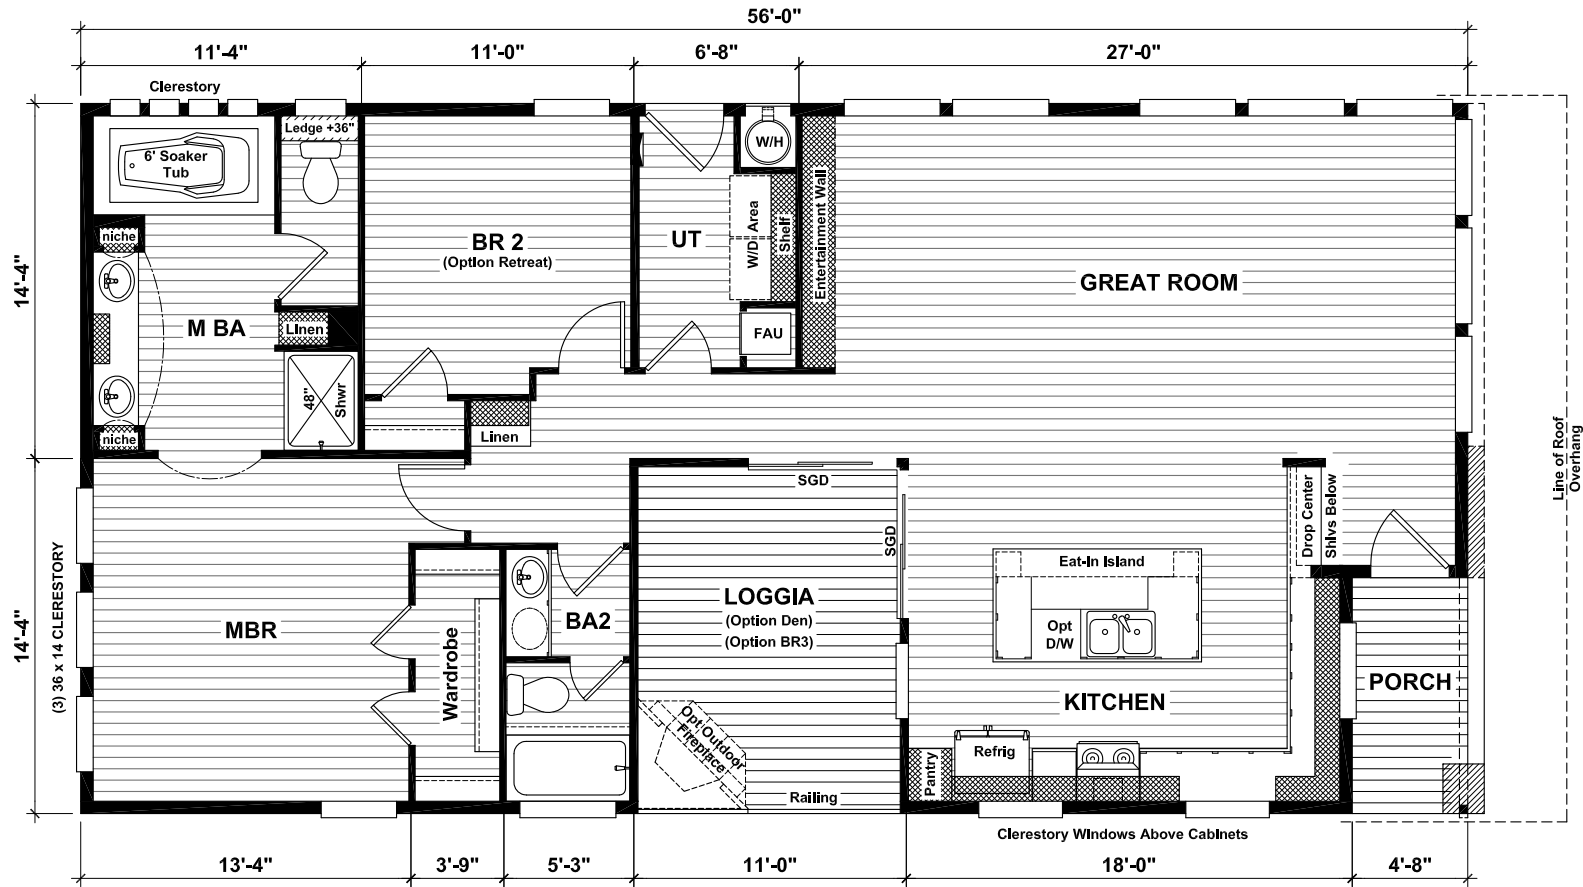 56'-0"
11'-4"
11'-0"
6'-8"
27'-0"
Clerestory
Ledge +36"
6' Soaker
Tub
W/H
niche
BR 2
(Option Retreat)
UT
W/D Area
Shelf
Entertainment Wall
GREAT ROOM
14'-4"
M BA
Linen
FAU
48"
Shwr
niche
Linen
Line of Roof
Overhang
SGD
SGD
Drop Center
Shlvs Below
Eat-In Island
14'-4"
(3) 36 x 14 CLERESTORY
MBR
Wardrobe
BA2
LOGGIA
(Option Den)
(Option BR3)
Opt
D/W
KITCHEN
PORCH
Opt Outdoor
Fireplace
Refrig
Pantry
Railing
Clerestory Windows Above Cabinets
13'-4"
3'-9"
5'-3"
11'-0"
18'-0"
4'-8"